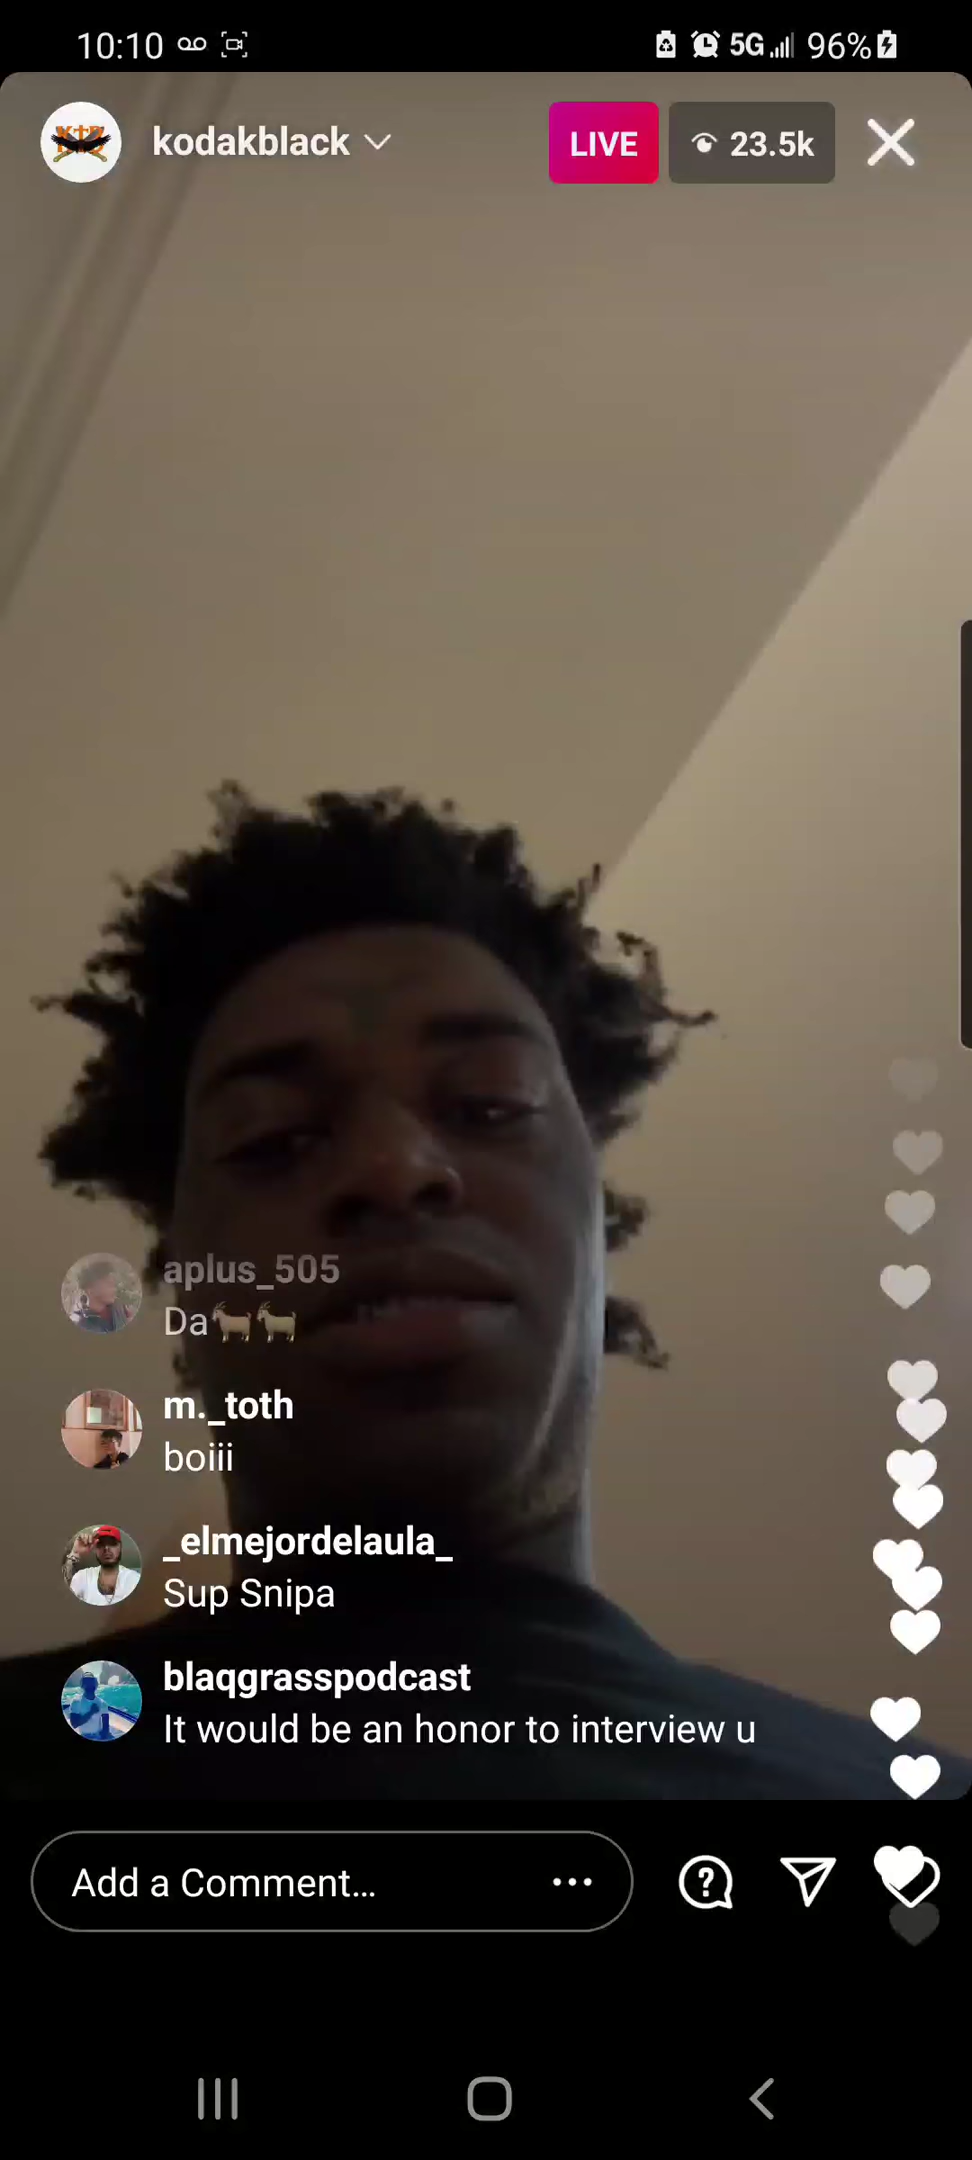 10:10 5G 96%
kodakblack LIVE 23.5k
aplus_505
Da🐐🐐
m._toth
boiii
_elmejordelaula_
Sup Snipa
blaqgrasspodcast
It would be an honor to interview u
Add a Comment...